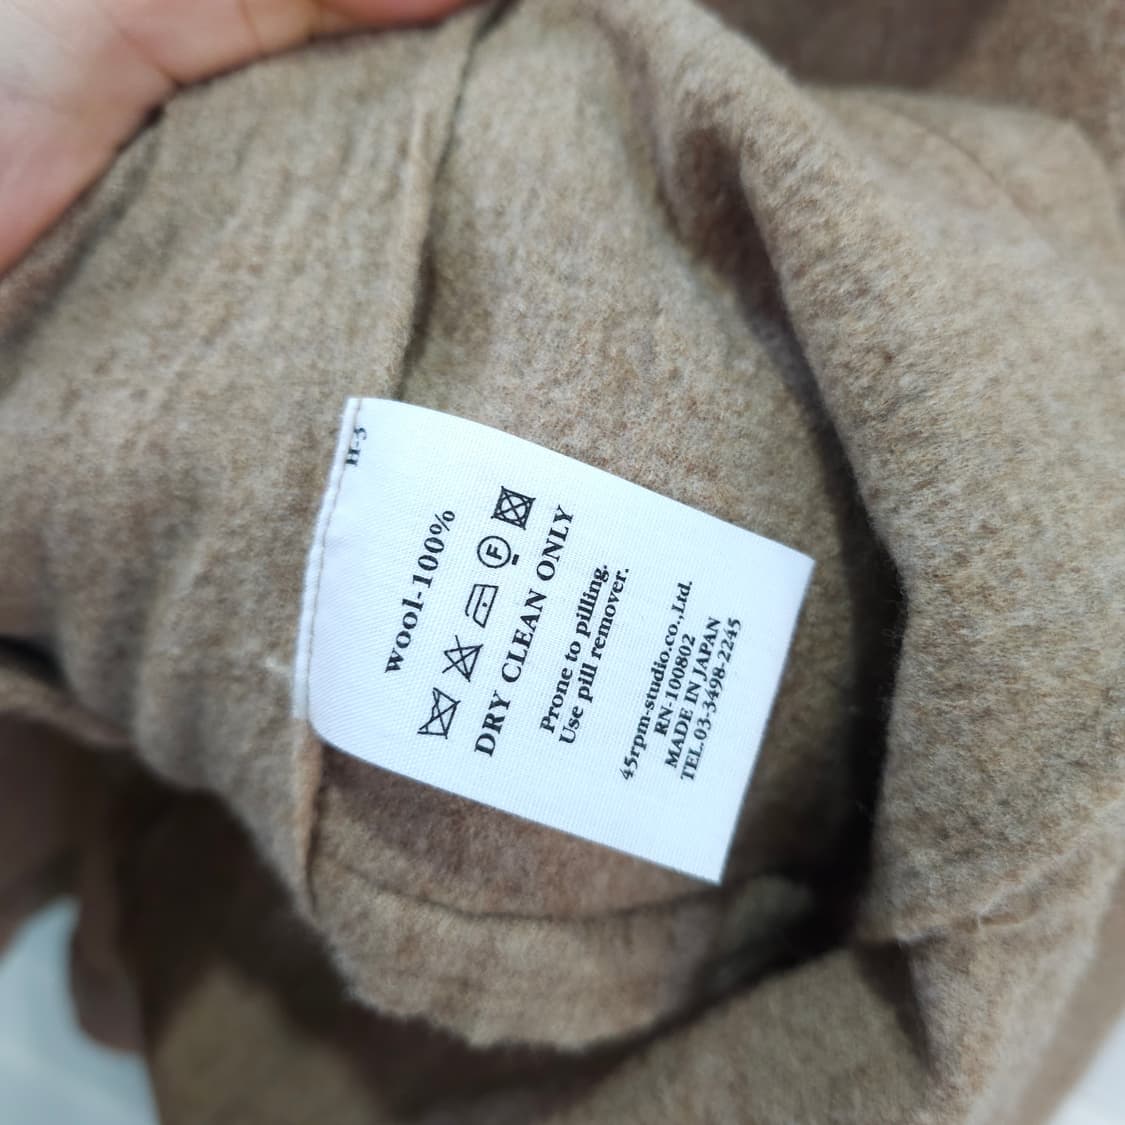 H-3
wool-100%
F
DRY CLEAN ONLY
Prone to pilling.
Use pill remover.
45rpm-studio.co.,Ltd.
RN-100802
MADE IN JAPAN
TEL.03-3498-2245